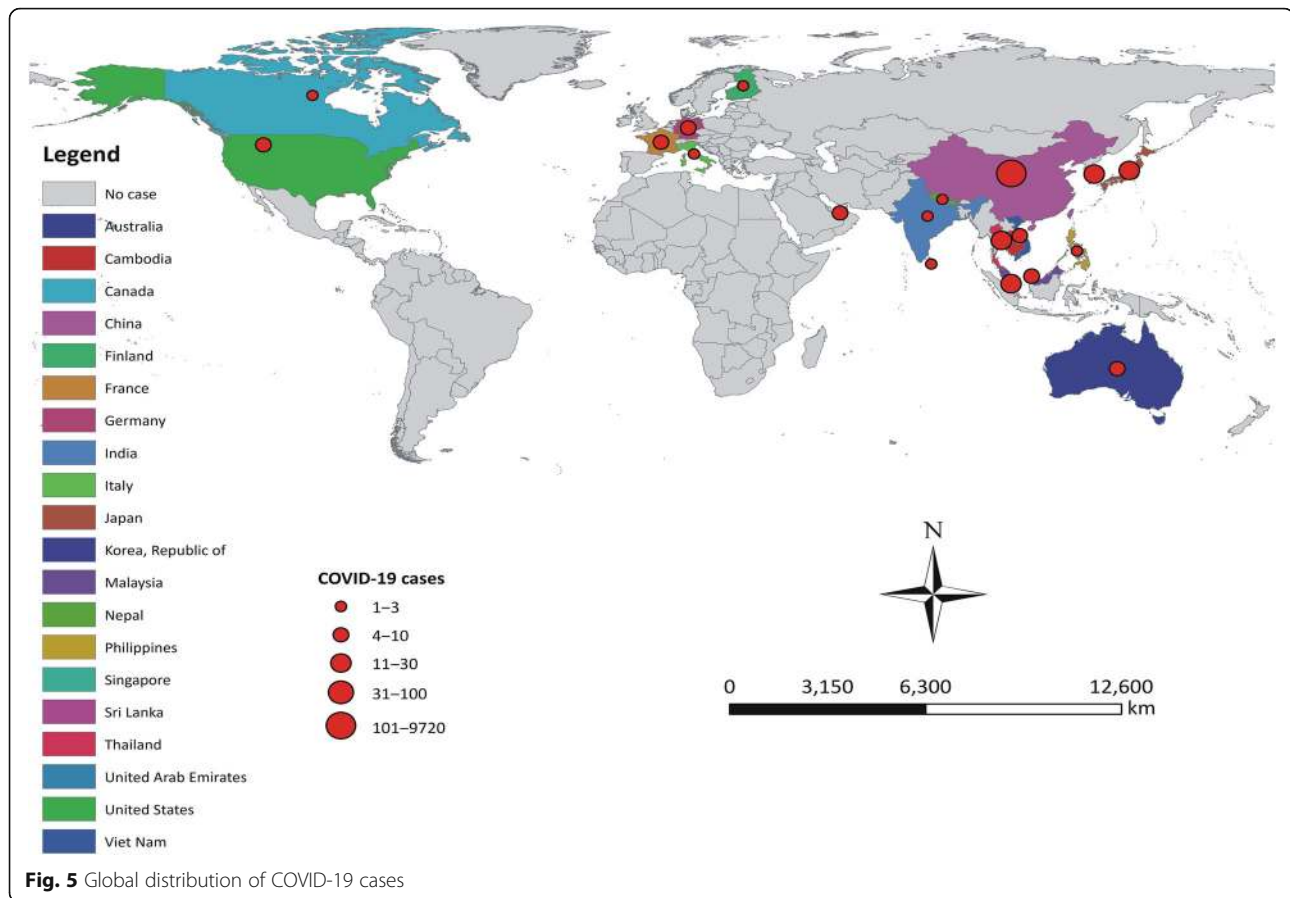 Legend
No case
Australia
Cambodia
Canada
China
Finland
France
Germany
India
Italy
Japan
Korea, Republic of
Malaysia
Nepal
Philippines
Singapore
Sri Lanka
Thailand
United Arab Emirates
United States
Viet Nam
COVID-19 cases
1–3
4–10
11–30
31–100
101–9720
N
0 3,150 6,300 12,600
km
Fig. 5 Global distribution of COVID-19 cases